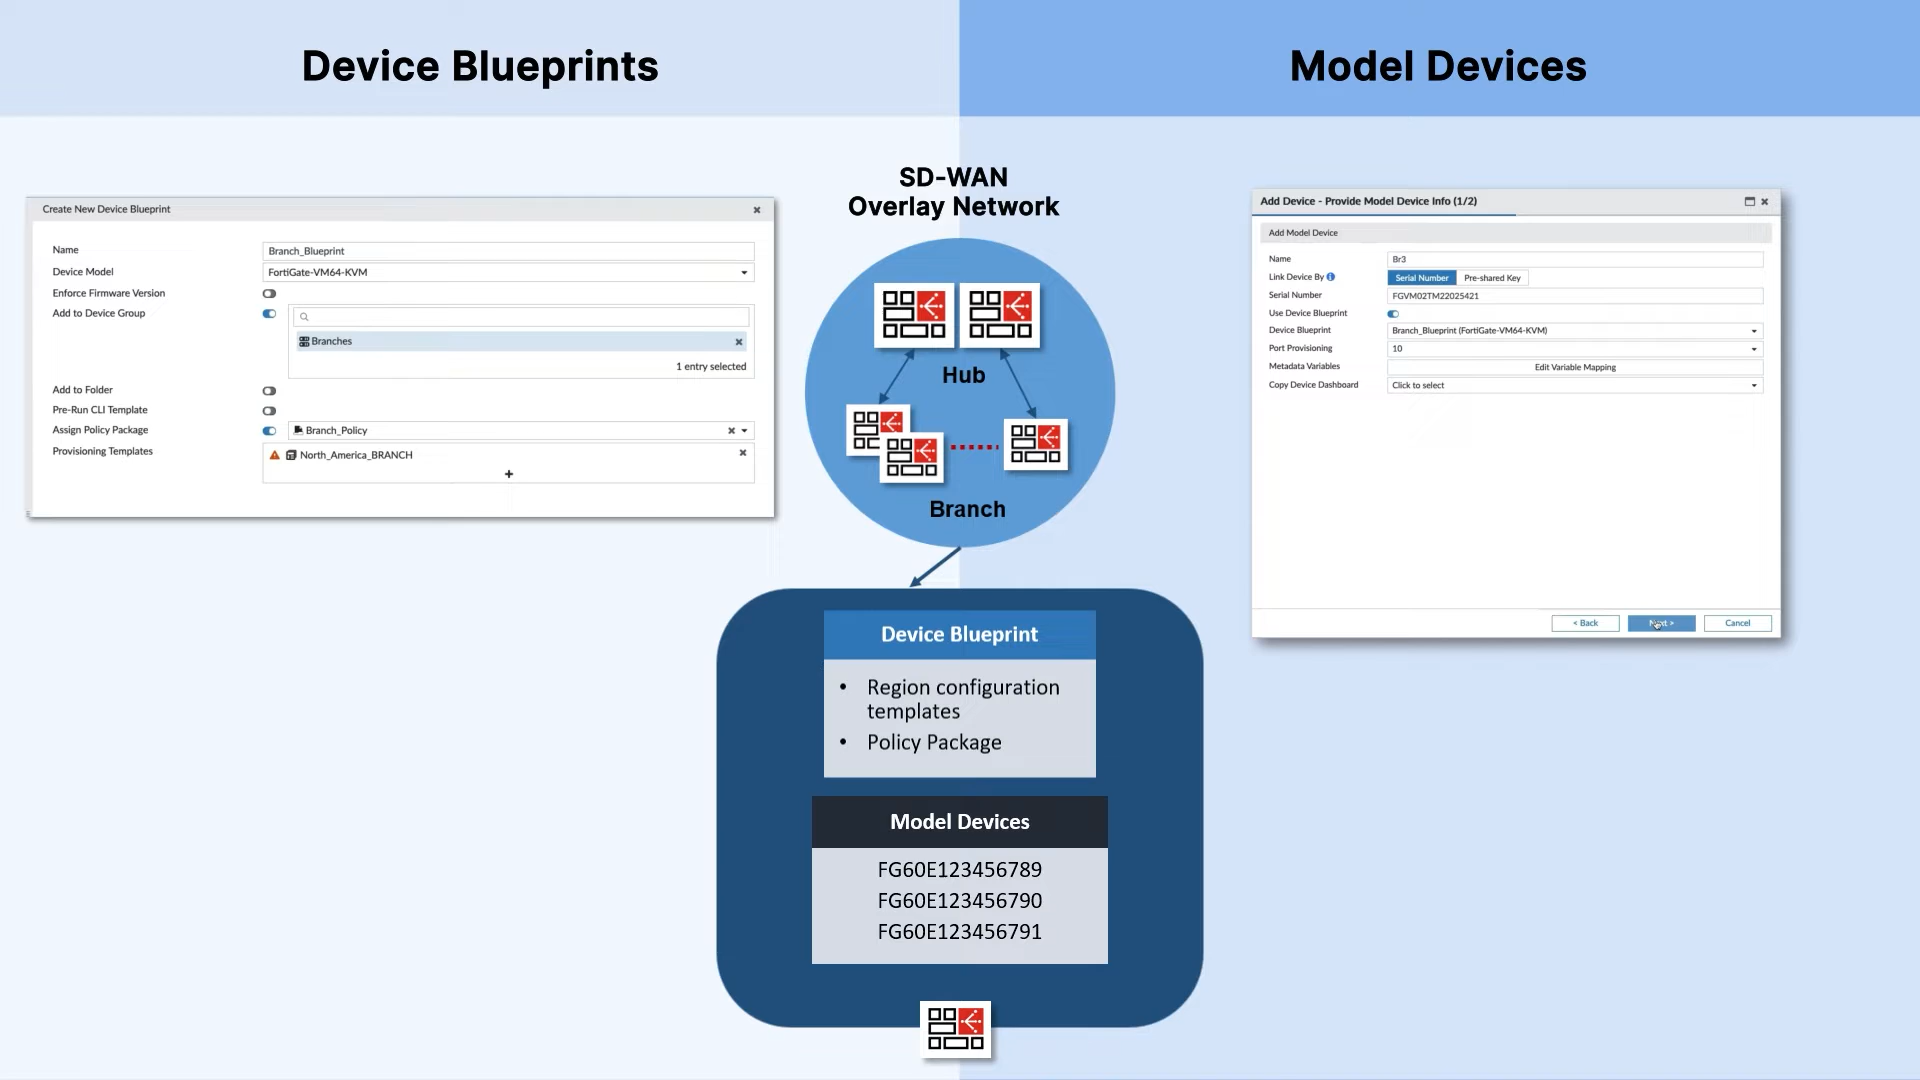 Device Blueprints
Model Devices
Create New Device Blueprint
Name
Branch_Blueprint
Device Model
FortiGate-VM64-KVM
Enforce Firmware Version
Add to Device Group
Branches
1 entry selected
Add to Folder
Pre-Run CLI Template
Assign Policy Package
Branch_Policy
Provisioning Templates
North_America_BRANCH
SD-WAN
Overlay Network
Hub
Branch
Device Blueprint
• Region configuration
templates
• Policy Package
Model Devices
FG60E123456789
FG60E123456790
FG60E123456791
Add Device - Provide Model Device Info (1/2)
Add Model Device
Name
Br3
Link Device By
Serial Number Pre-shared Key
Serial Number
FGVM02TM22025421
Use Device Blueprint
Device Blueprint
Branch_Blueprint (FortiGate-VM64-KVM)
Port Provisioning
10
Metadata Variables
Edit Variable Mapping
Copy Device Dashboard
Click to select
< Back
Next >
Cancel